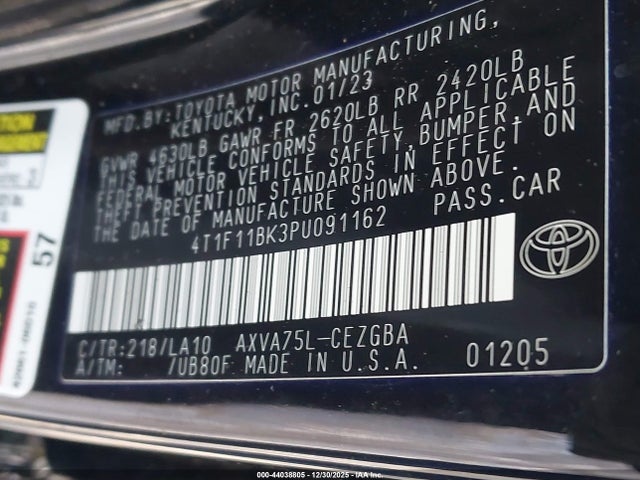 MFD.BY:TOYOTA MOTOR MANUFACTURING,
KENTUCKY,INC.01/23
GVWR 4630LB GAWR FR 2620LB RR 2420LB
THIS VEHICLE CONFORMS TO ALL APPLICABLE
FEDERAL MOTOR VEHICLE SAFETY,BUMPER,AND
THEFT PREVENTION STANDARDS IN EFFECT ON
THE DATE OF MANUFACTURE SHOWN ABOVE.
4T1F11BK3PU091162 PASS.CAR
C/TR:218/LA10 AXVA75L-CEZGBA
A/TM: /UB80F MADE IN U.S.A. 01205
57
000-44038805 - 12/30/2025 - IAA Inc.